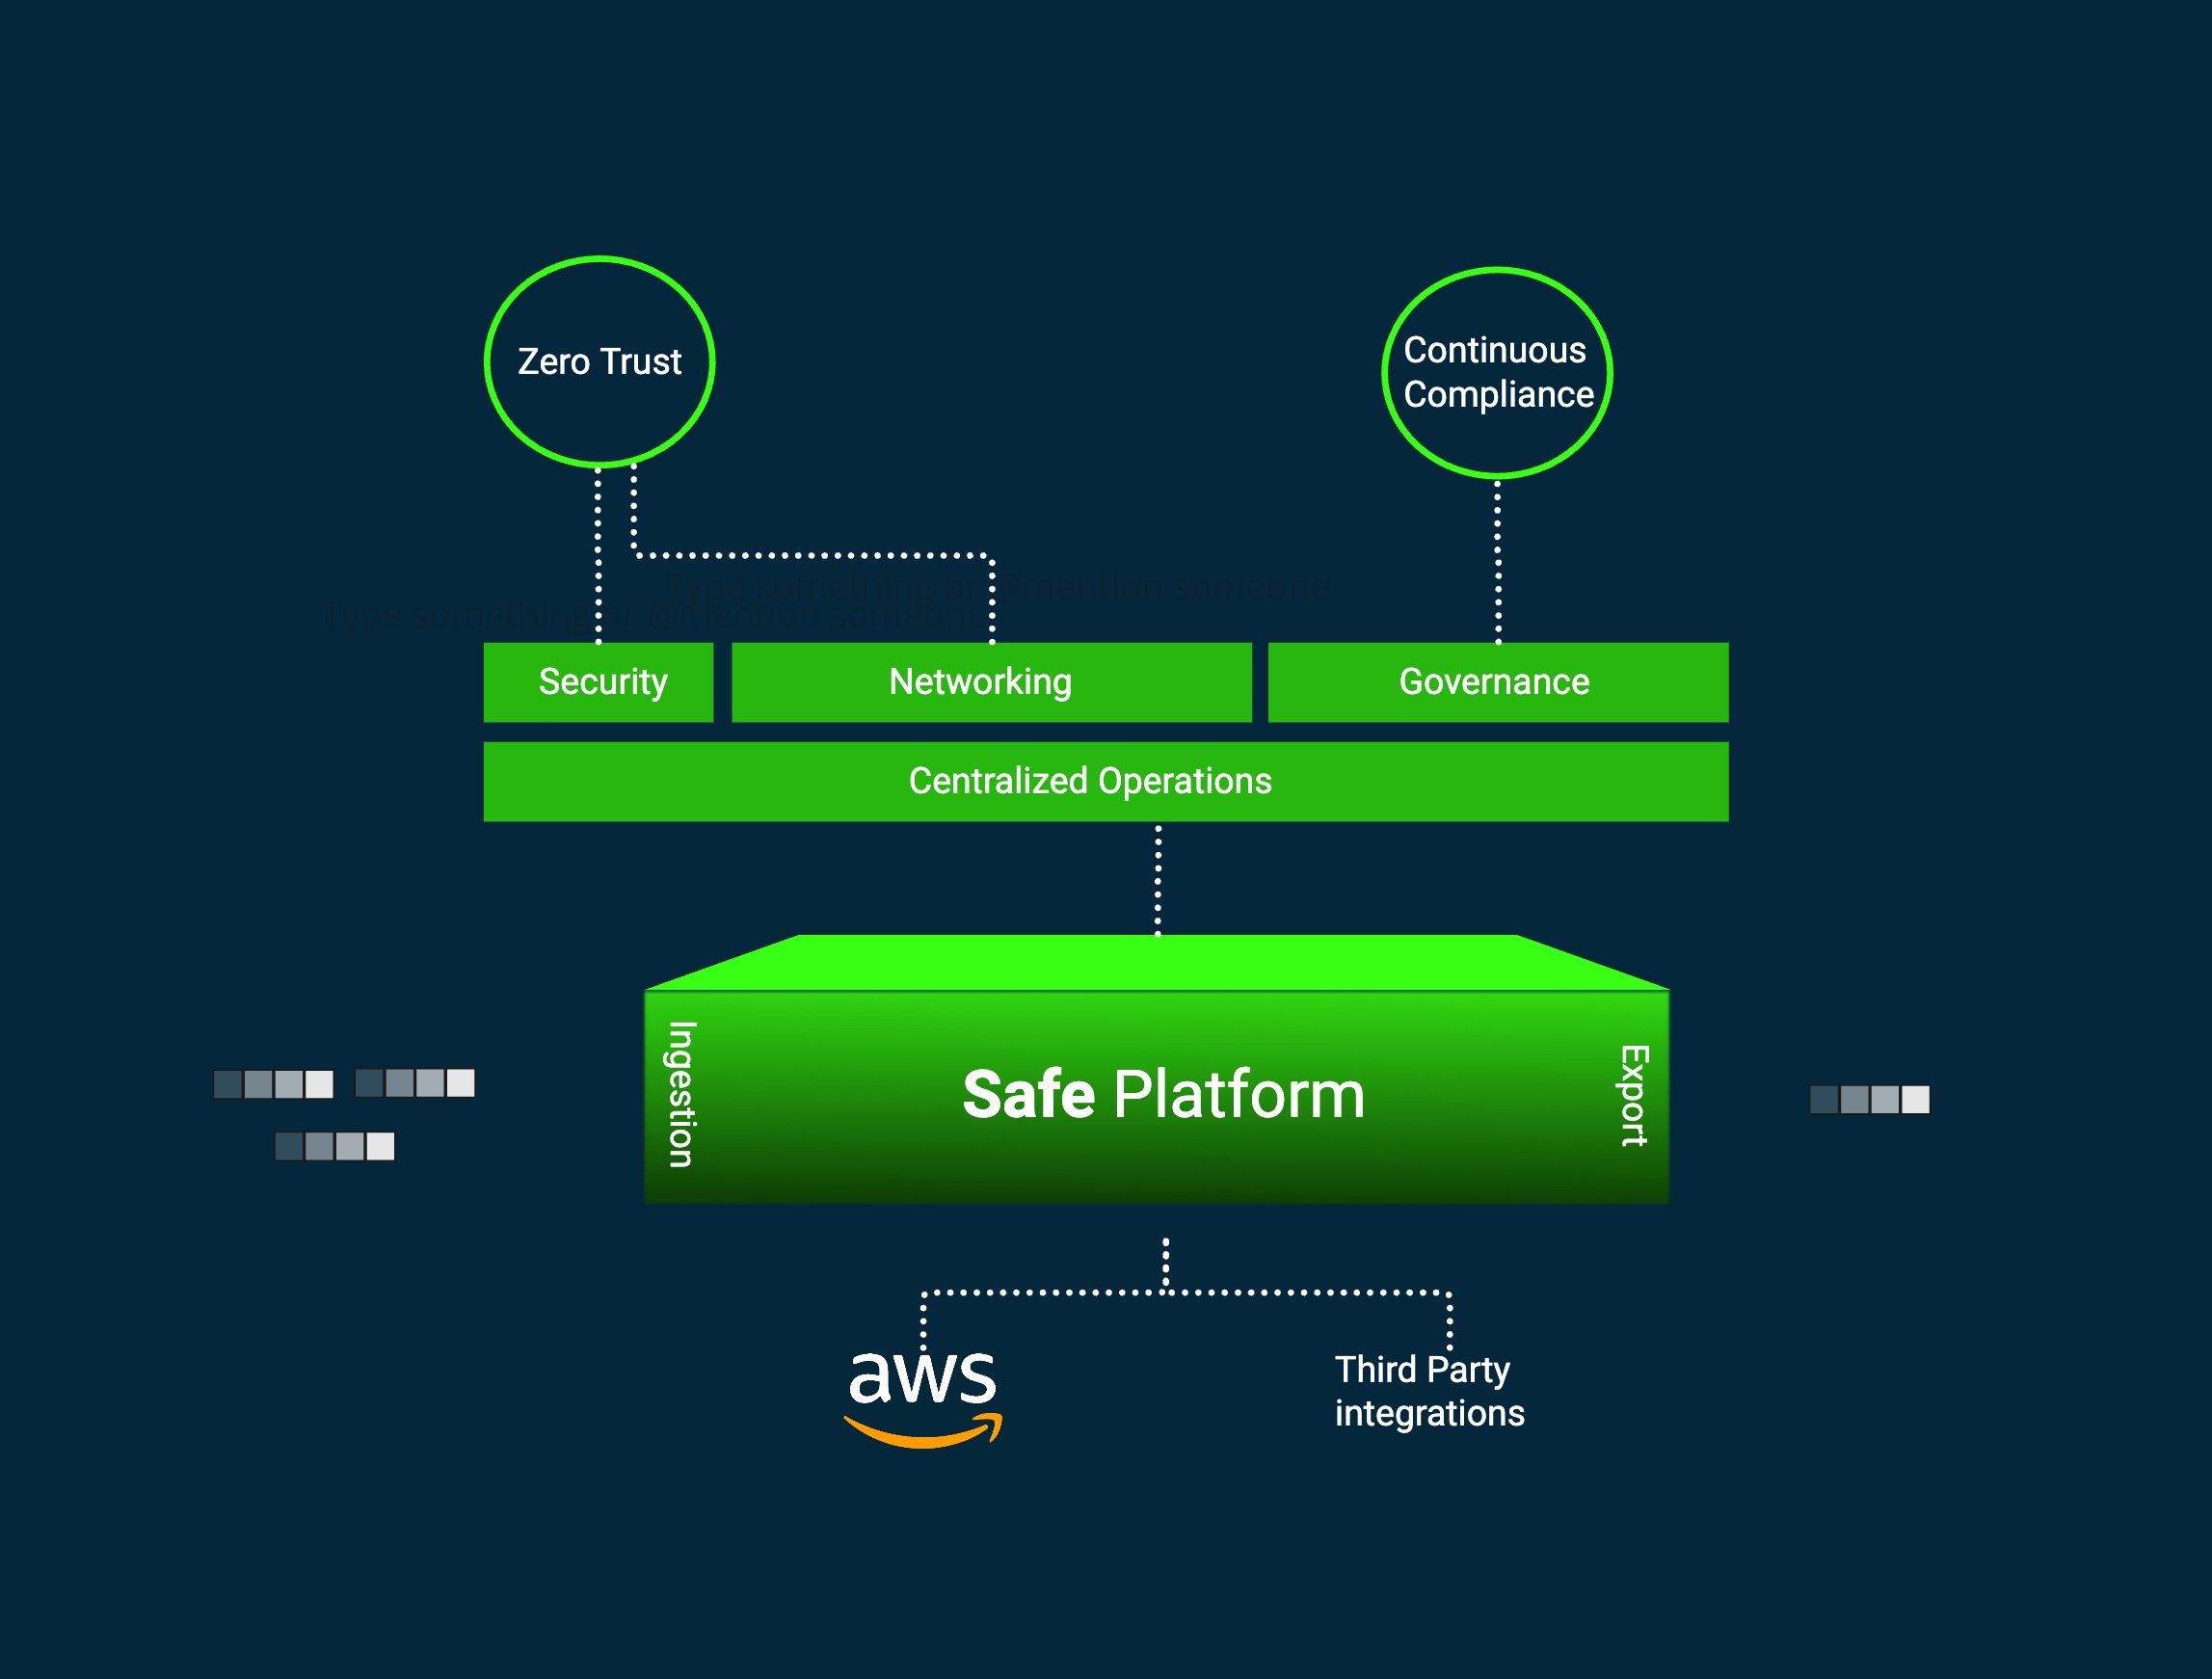 Zero Trust
Continuous
Compliance
Type something or @mention someone
Type something or @mention someone
Security
Networking
Governance
Centralized Operations
Ingestion
Safe Platform
Export
aws
Third Party
integrations